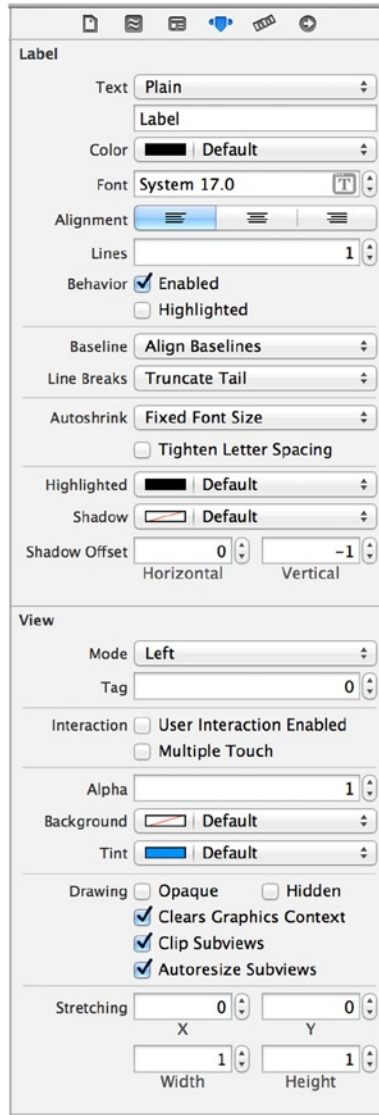 Label
Text Plain
Label
Color Default
Font System 17.0 T
Alignment
Lines 1
Behavior Enabled
Highlighted
Baseline Align Baselines
Line Breaks Truncate Tail
Autoshrink Fixed Font Size
Tighten Letter Spacing
Highlighted Default
Shadow Default
Shadow Offset 0 -1
Horizontal Vertical
View
Mode Left
Tag 0
Interaction User Interaction Enabled
Multiple Touch
Alpha 1
Background Default
Tint Default
Drawing Opaque Hidden
Clears Graphics Context
Clip Subviews
Autoresize Subviews
Stretching 0 0
X Y
1 1
Width Height